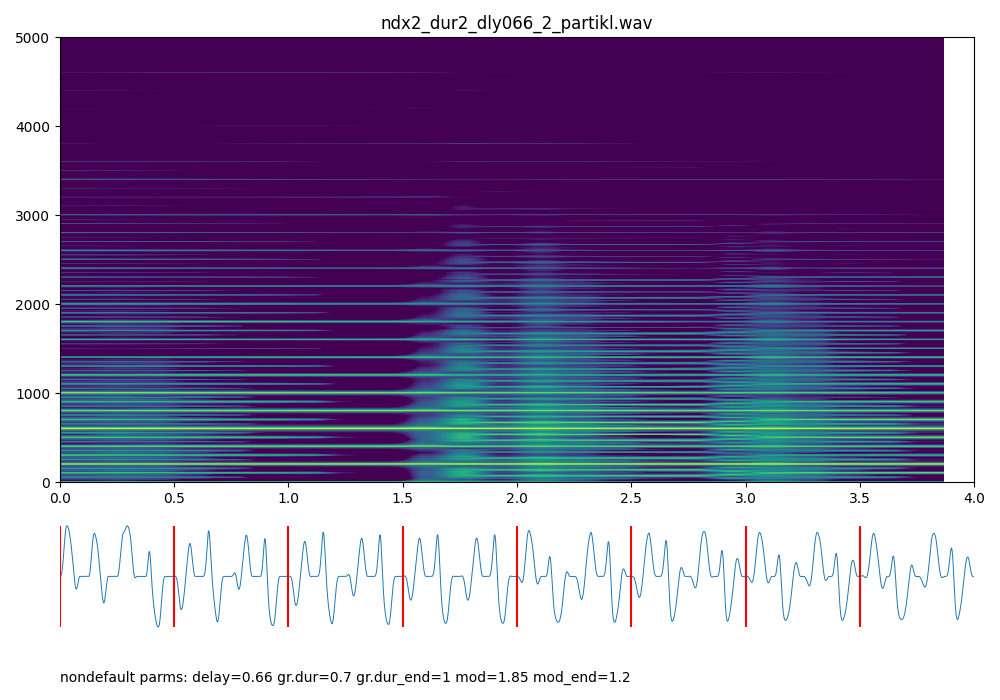 ndx2_dur2_dly066_2_partikl.wav
5000
4000
3000
2000
1000
0
0.0 0.5 1.0 1.5 2.0 2.5 3.0 3.5 4.0
nondefault parms: delay=0.66 gr.dur=0.7 gr.dur_end=1 mod=1.85 mod_end=1.2